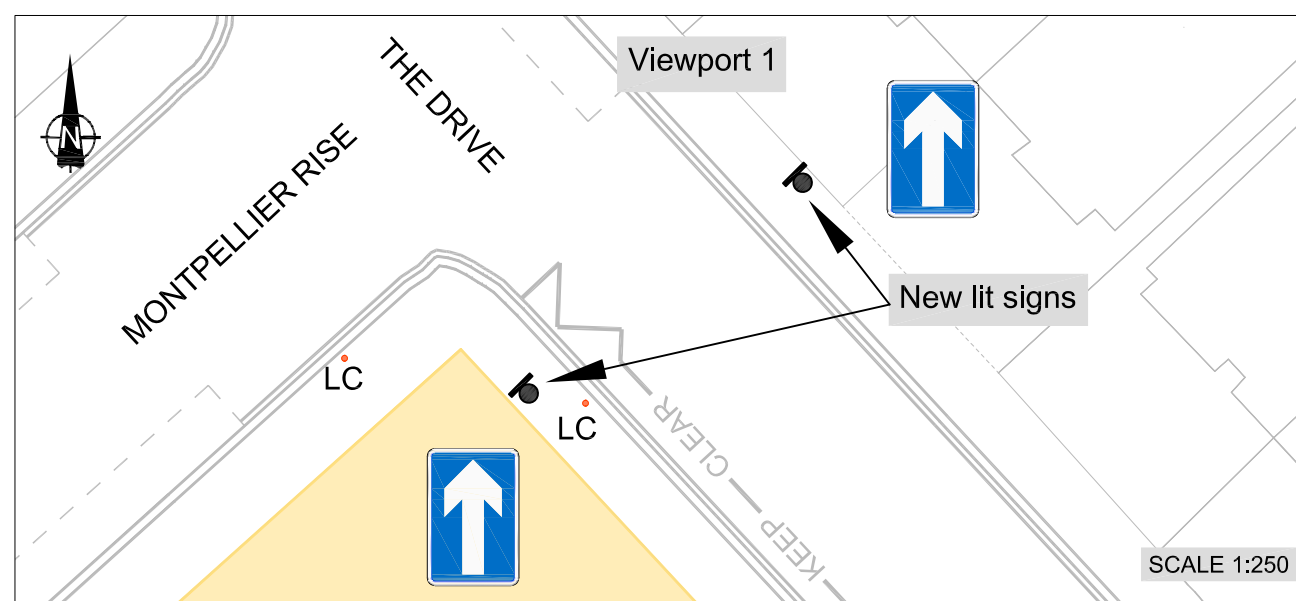 Viewport 1
THE DRIVE
N
MONTPELLIER RISE
New lit signs
LC
LC
KEEP CLEAR
SCALE 1:250